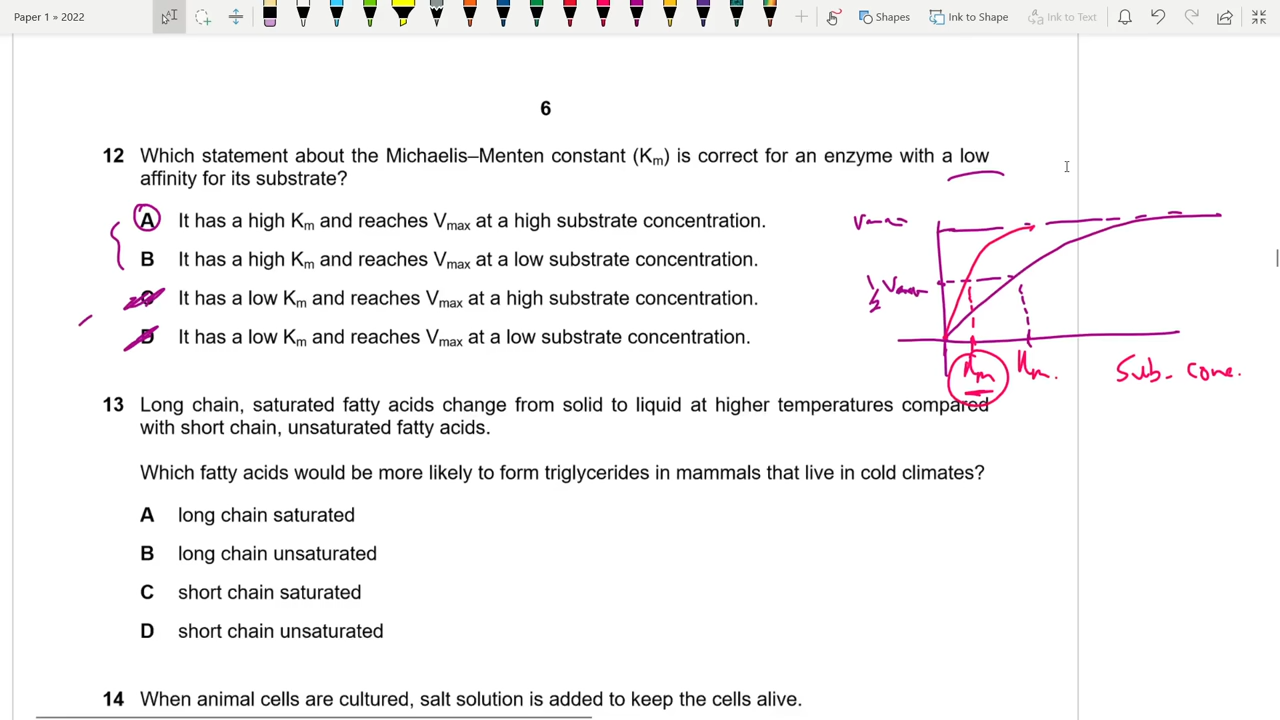 Paper 1 » 2022
Shapes
Ink to Shape
Ink to Text
6
12 Which statement about the Michaelis–Menten constant (Km) is correct for an enzyme with a low
affinity for its substrate?
A It has a high Km and reaches Vmax at a high substrate concentration.
B It has a high Km and reaches Vmax at a low substrate concentration.
C It has a low Km and reaches Vmax at a high substrate concentration.
D It has a low Km and reaches Vmax at a low substrate concentration.
Vmax
½ Vmax
Km
Km.
Sub. conc.
13 Long chain, saturated fatty acids change from solid to liquid at higher temperatures compared
with short chain, unsaturated fatty acids.
Which fatty acids would be more likely to form triglycerides in mammals that live in cold climates?
A long chain saturated
B long chain unsaturated
C short chain saturated
D short chain unsaturated
14 When animal cells are cultured, salt solution is added to keep the cells alive.